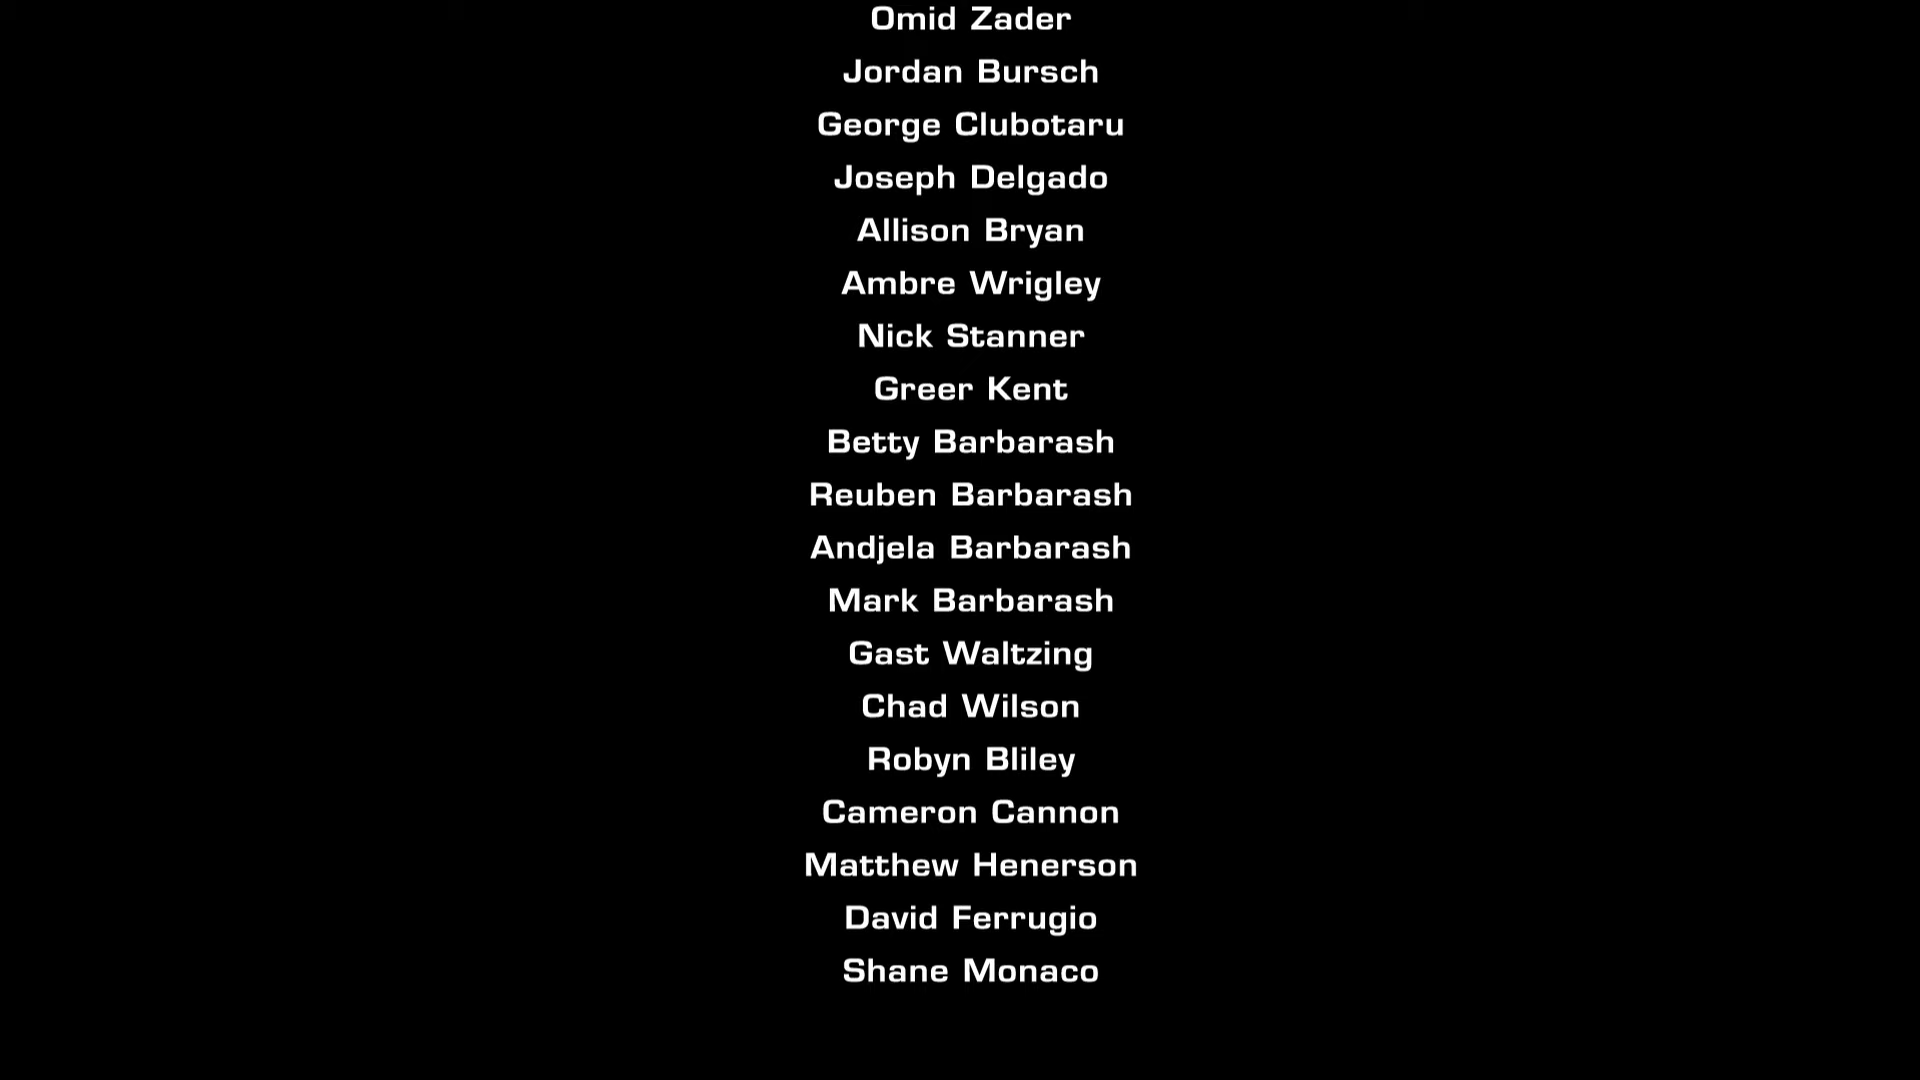 Omid Zader
Jordan Bursch
George Clubotaru
Joseph Delgado
Allison Bryan
Ambre Wrigley
Nick Stanner
Greer Kent
Betty Barbarash
Reuben Barbarash
Andjela Barbarash
Mark Barbarash
Gast Waltzing
Chad Wilson
Robyn Bliley
Cameron Cannon
Matthew Henerson
David Ferrugio
Shane Monaco